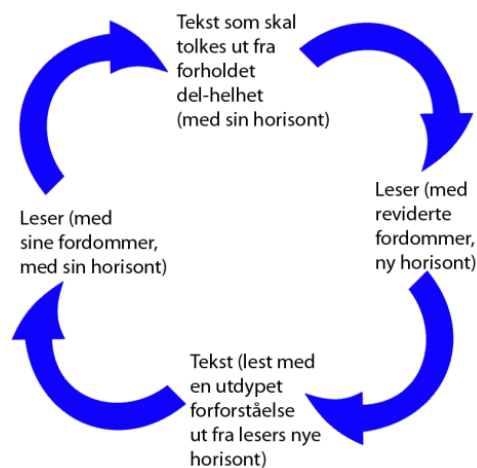 Tekst som skal
tolkes ut fra
forholdet
del-helhet
(med sin horisont)
Leser (med
reviderte
fordommer,
ny horisont)
Tekst (lest med
en utdypet
forforståelse
ut fra lesers nye
horisont)
Leser (med
sine fordommer,
med sin horisont)